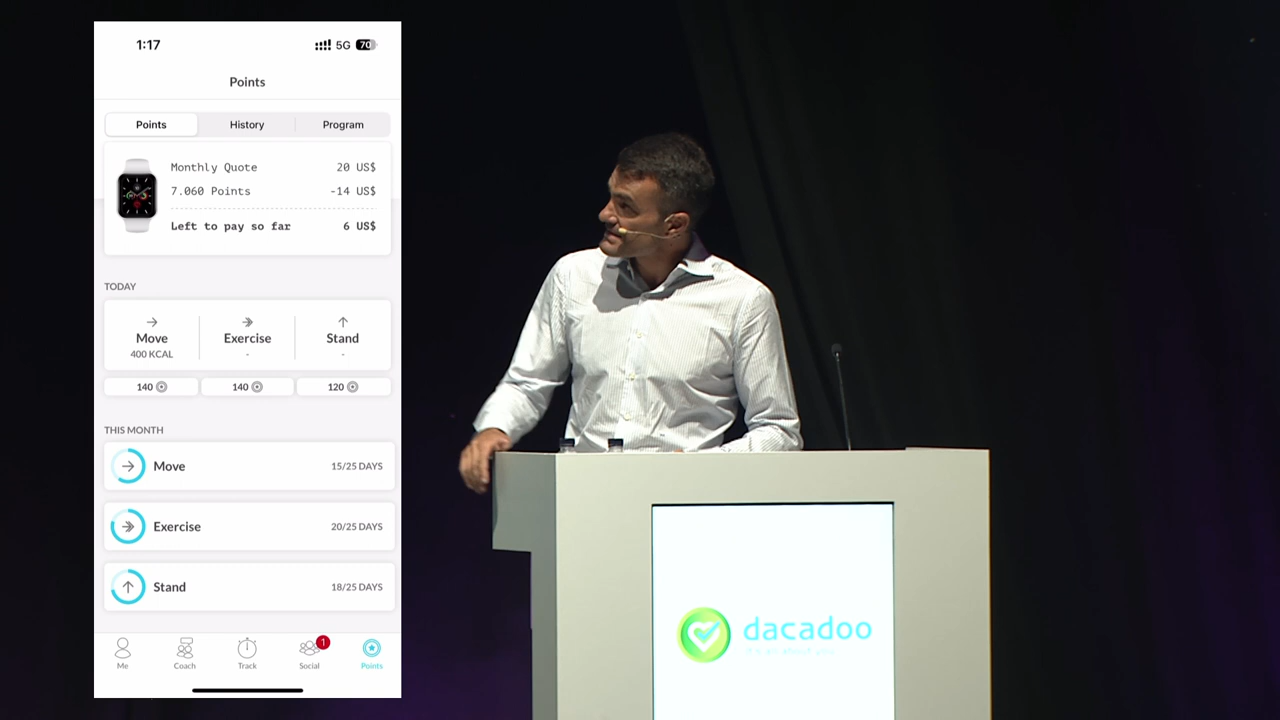 1:17
5G 70
Points
Points History Program
Monthly Quote 20 US$
7.060 Points -14 US$
Left to pay so far 6 US$
TODAY
Move Exercise Stand
400 KCAL - -
140 140 120
THIS MONTH
Move 15/25 DAYS
Exercise 20/25 DAYS
Stand 18/25 DAYS
1
Me Coach Track Social Points
dacadoo